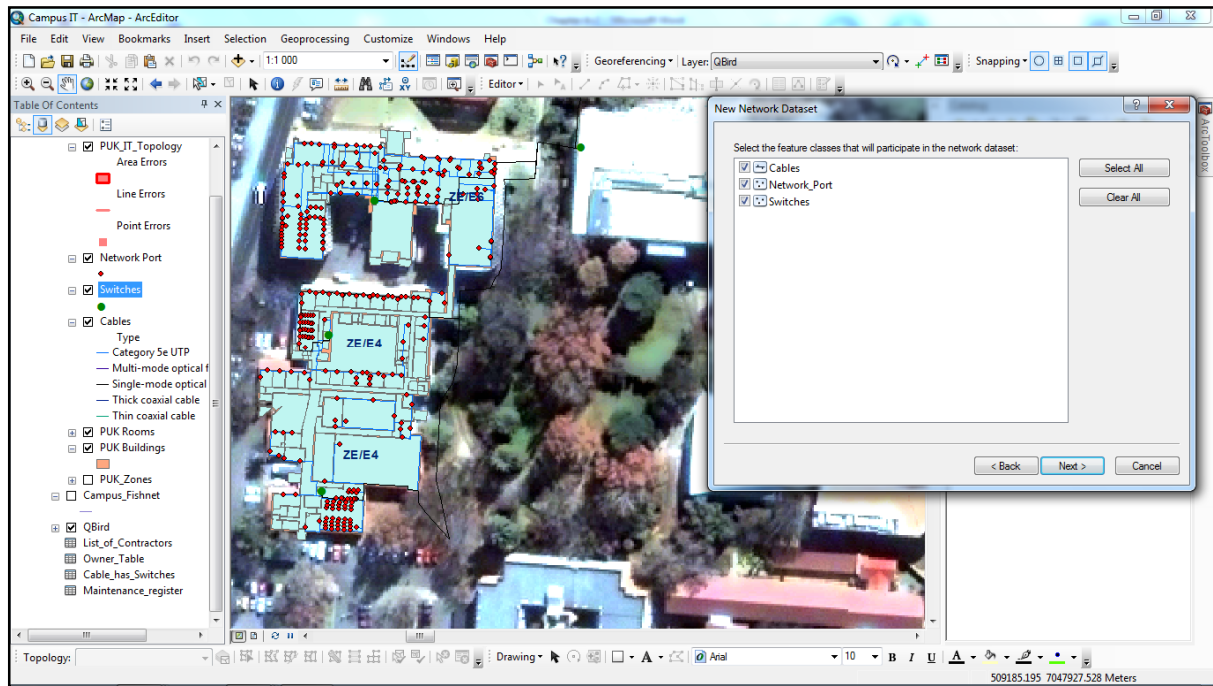 Campus IT - ArcMap - ArcEditor
File Edit View Bookmarks Insert Selection Geoprocessing Customize Windows Help
1:1 000
Georeferencing
Layer: QBird
Snapping
Editor
Table Of Contents
PUK_IT_Topology
Area Errors
Line Errors
Point Errors
Network Port
Switches
Cables
Type
Category 5e UTP
Multi-mode optical f
Single-mode optical
Thick coaxial cable
Thin coaxial cable
PUK Rooms
PUK Buildings
PUK_Zones
Campus_Fishnet
QBird
List_of_Contractors
Owner_Table
Cable_has_Switches
Maintenance_register
ZE/E6
ZE/E4
ZE/E4
New Network Dataset
Select the feature classes that will participate in the network dataset:
Cables
Network_Port
Switches
Select All
Clear All
< Back
Next >
Cancel
ArcToolbox
Topology:
Drawing
A
Arial
10
B I U A
509185.195 7047927.528 Meters